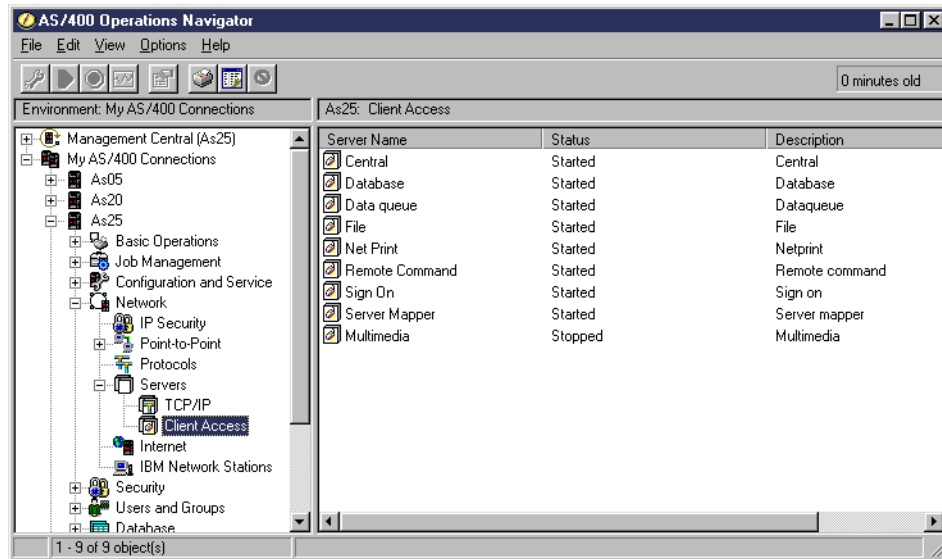 AS/400 Operations Navigator
File Edit View Options Help
0 minutes old
Environment: My AS/400 Connections
As25: Client Access
Management Central (As25)
My AS/400 Connections
As05
As20
As25
Basic Operations
Job Management
Configuration and Service
Network
IP Security
Point-to-Point
Protocols
Servers
TCP/IP
Client Access
Internet
IBM Network Stations
Security
Users and Groups
Database
Server Name Status Description
Central Started Central
Database Started Database
Data queue Started Dataqueue
File Started File
Net Print Started Netprint
Remote Command Started Remote command
Sign On Started Sign on
Server Mapper Started Server mapper
Multimedia Stopped Multimedia
1 - 9 of 9 object(s)